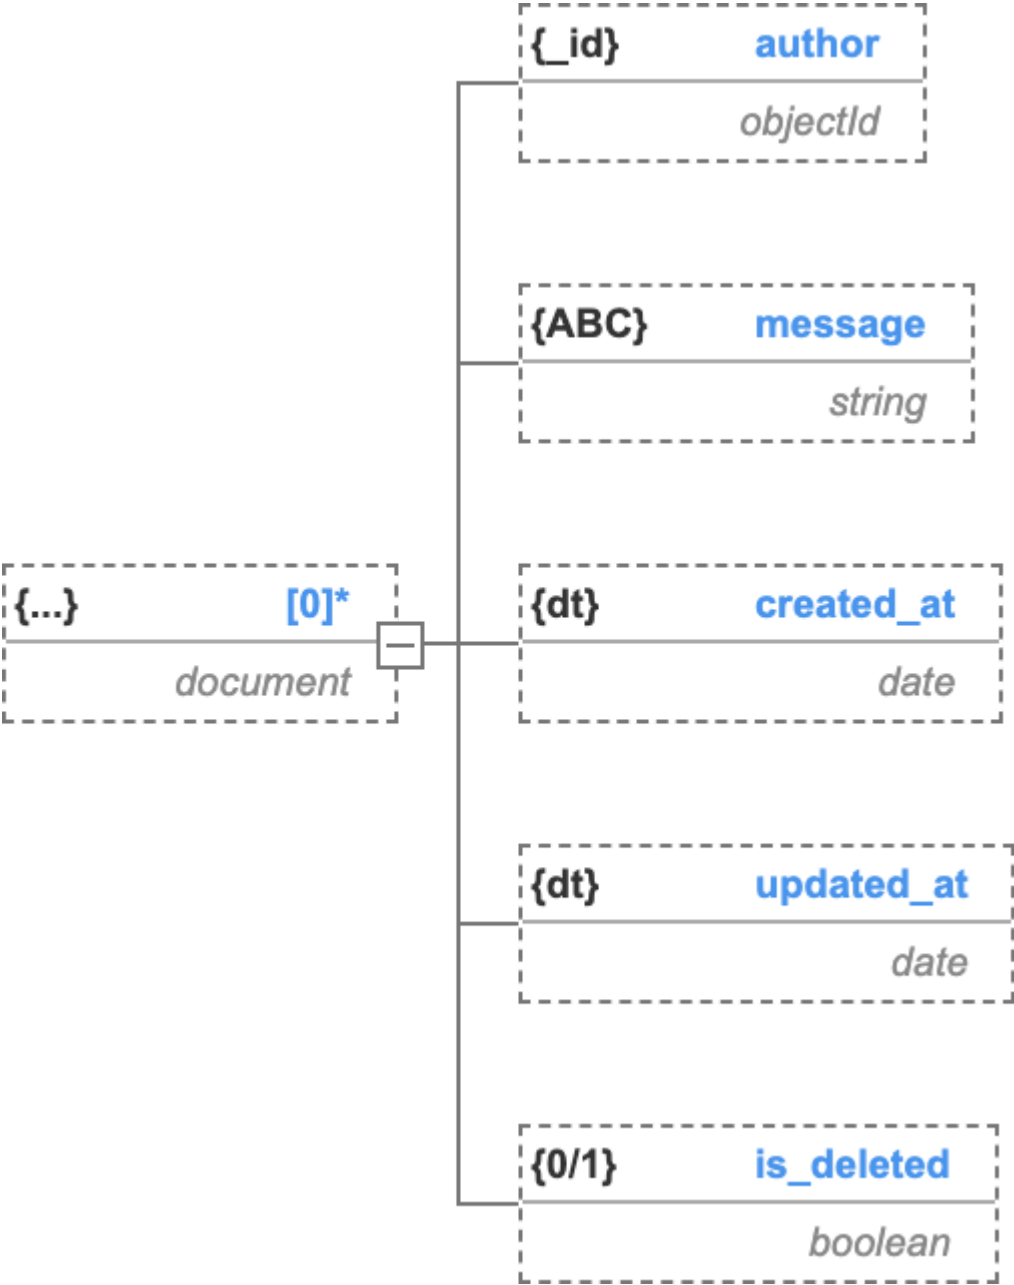 {_id} author
objectId
{ABC} message
string
{...} [0]*
document
{dt} created_at
date
{dt} updated_at
date
{0/1} is_deleted
boolean